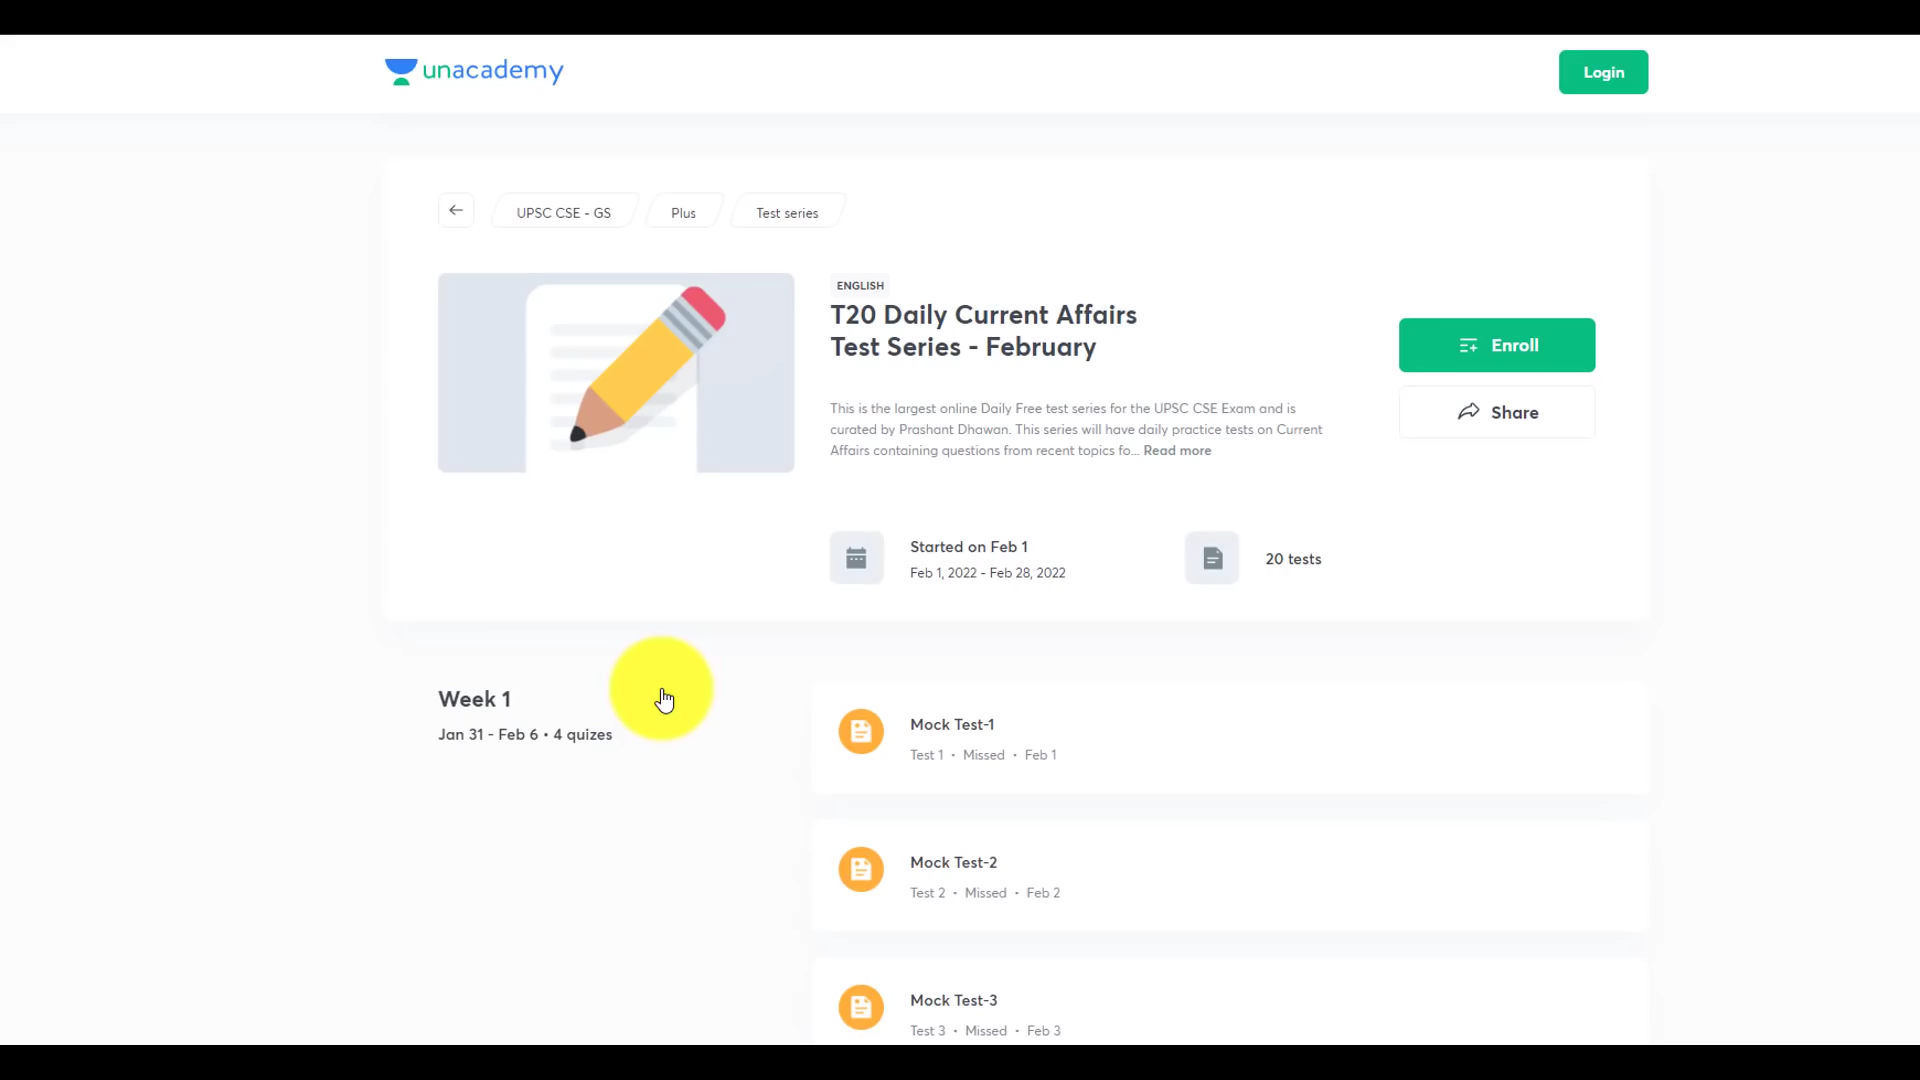 unacademy
Login
UPSC CSE - GS
Plus
Test series
ENGLISH
T20 Daily Current Affairs
Test Series - February
Enroll
Share
This is the largest online Daily Free test series for the UPSC CSE Exam and is
curated by Prashant Dhawan. This series will have daily practice tests on Current
Affairs containing questions from recent topics fo... Read more
Started on Feb 1
Feb 1, 2022 - Feb 28, 2022
20 tests
Week 1
Jan 31 - Feb 6 • 4 quizes
Mock Test-1
Test 1 • Missed • Feb 1
Mock Test-2
Test 2 • Missed • Feb 2
Mock Test-3
Test 3 • Missed • Feb 3